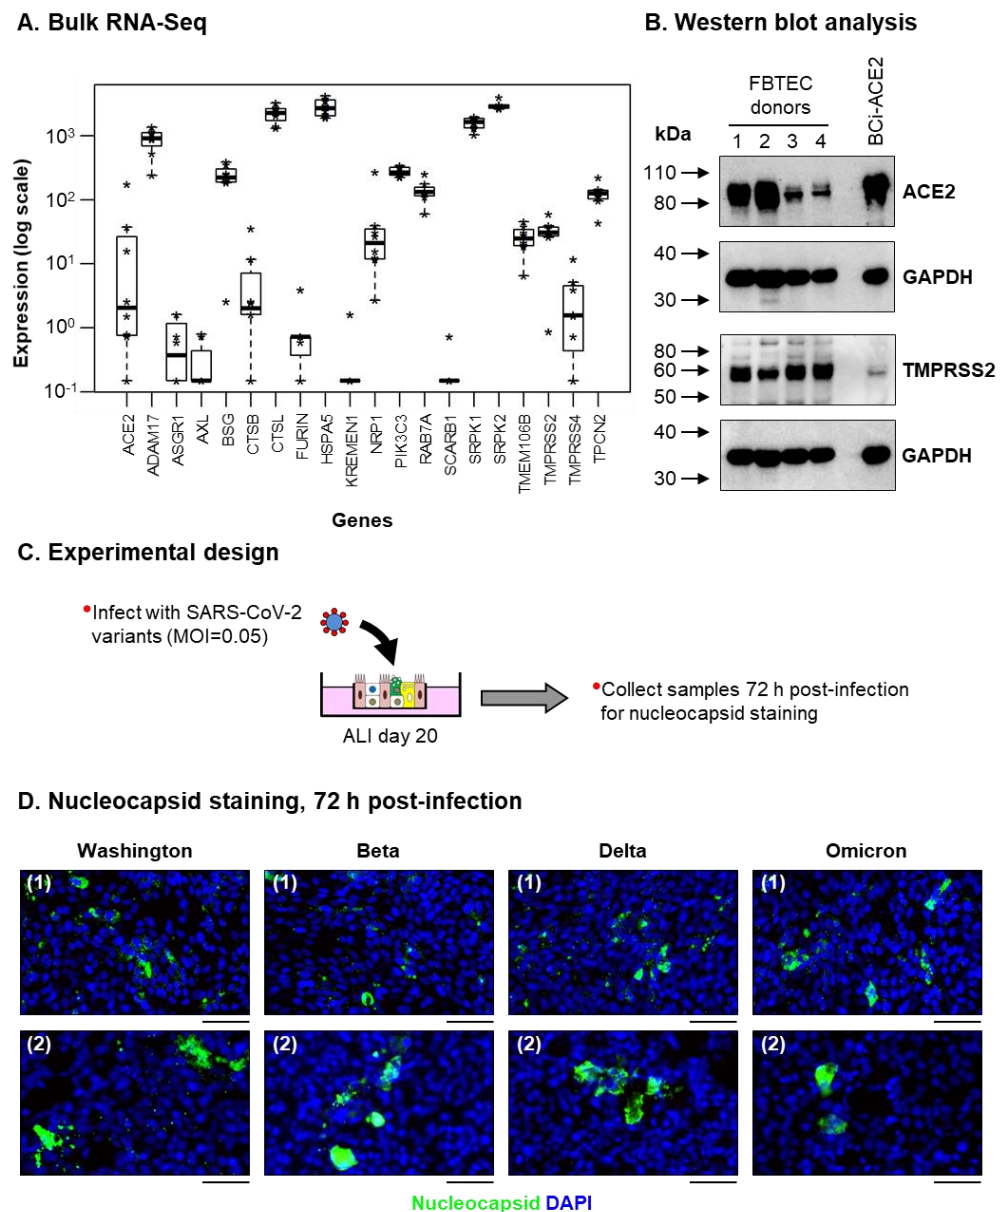 A. Bulk RNA-Seq
Expression (log scale)
10³
10²
10¹
10⁰
10⁻¹
ACE2
ADAM17
ASGR1
AXL
BSG
CTSB
CTSL
FURIN
HSPA5
KREMEN1
NRP1
PIK3C3
RAB7A
SCARB1
SRPK1
SRPK2
TMEM106B
TMPRSS2
TMPRSS4
TPCN2
Genes
B. Western blot analysis
FBTEC
donors
BCi-ACE2
kDa
1 2 3 4
110
80
ACE2
40
30
GAPDH
80
60
50
TMPRSS2
40
30
GAPDH
C. Experimental design
Infect with SARS-CoV-2
variants (MOI=0.05)
ALI day 20
Collect samples 72 h post-infection
for nucleocapsid staining
D. Nucleocapsid staining, 72 h post-infection
Washington Beta Delta Omicron
(1) (1) (1) (1)
(2) (2) (2) (2)
Nucleocapsid DAPI